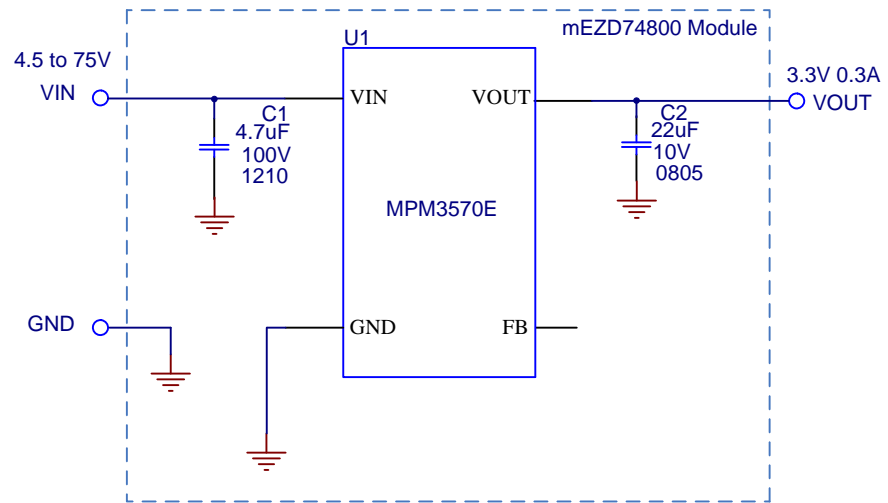 mEZD74800 Module
U1
4.5 to 75V
VIN
C1
4.7uF
100V
1210
VIN
VOUT
MPM3570E
GND
FB
C2
22uF
10V
0805
3.3V 0.3A
VOUT
GND